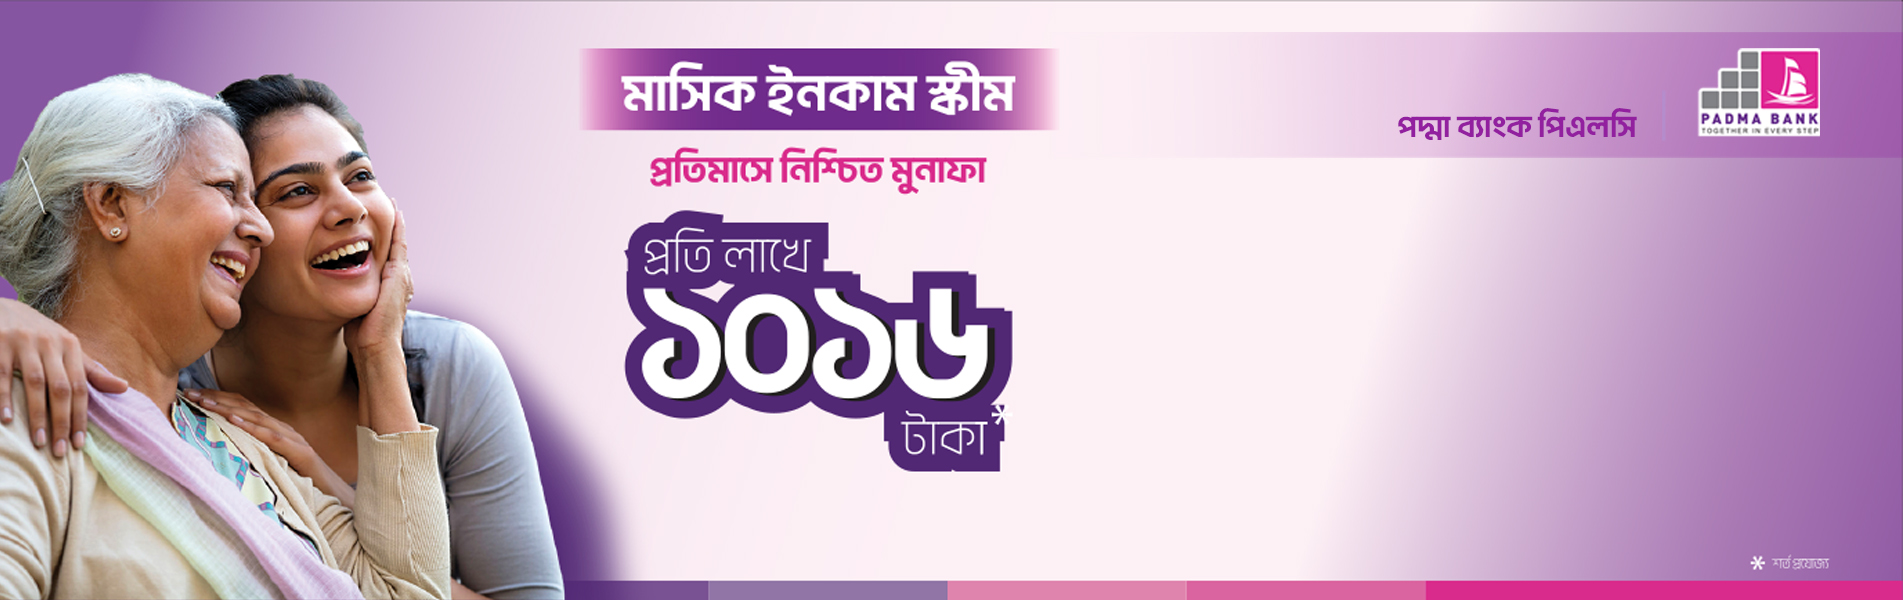 মাসিক ইনকাম স্কীম
প্রতিমাসে নিশ্চিত মুনাফা
প্রতি লাখে
১০১৬
টাকা*
পদ্মা ব্যাংক পিএলসি
PADMA BANK
TOGETHER IN EVERY STEP
* শর্ত প্রযোজ্য